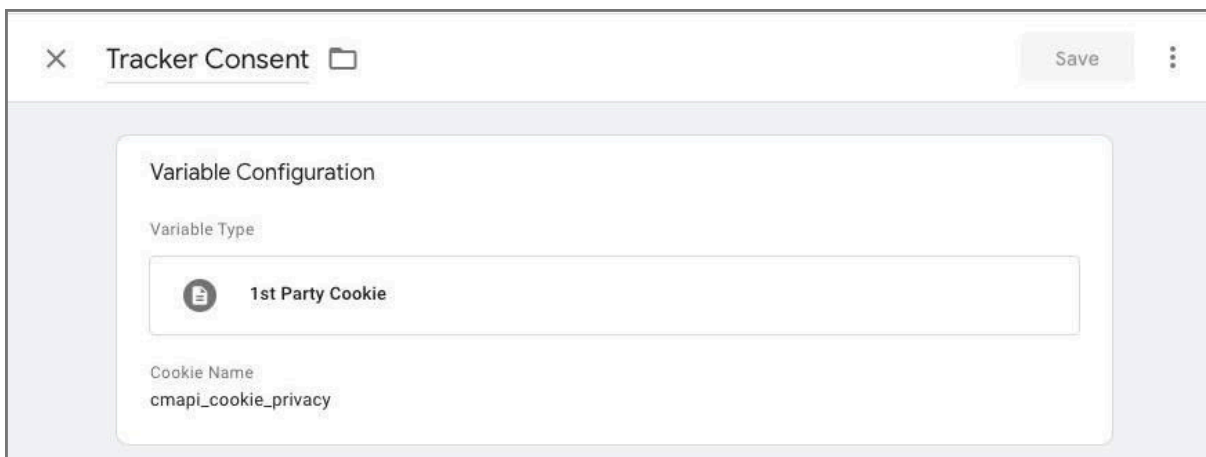 Tracker Consent
Save
Variable Configuration
Variable Type
1st Party Cookie
Cookie Name
cmapi_cookie_privacy